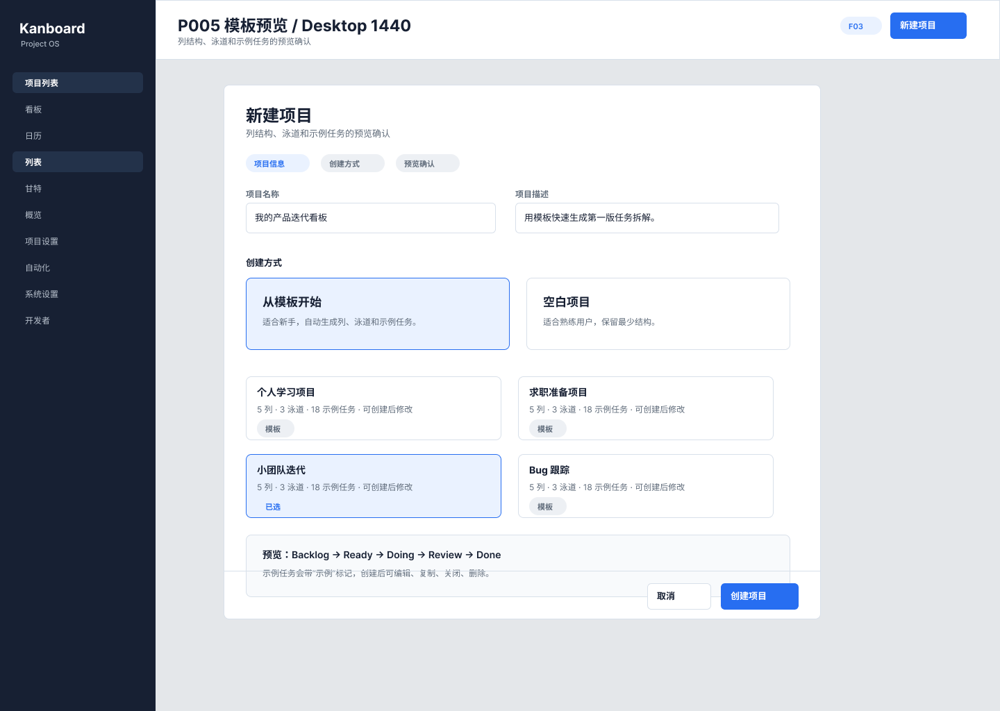 Kanboard
Project OS
项目列表
看板
日历
列表
甘特
概览
项目设置
自动化
系统设置
开发者
P005 模板预览 / Desktop 1440
列结构、泳道和示例任务的预览确认
F03
新建项目
新建项目
列结构、泳道和示例任务的预览确认
项目信息
创建方式
预览确认
项目名称
项目描述
我的产品迭代看板
用模板快速生成第一版任务拆解。
创建方式
从模板开始
适合新手，自动生成列、泳道和示例任务。
空白项目
适合熟练用户，保留最少结构。
个人学习项目
5 列 · 3 泳道 · 18 示例任务 · 可创建后修改
模板
求职准备项目
5 列 · 3 泳道 · 18 示例任务 · 可创建后修改
模板
小团队迭代
5 列 · 3 泳道 · 18 示例任务 · 可创建后修改
已选
Bug 跟踪
5 列 · 3 泳道 · 18 示例任务 · 可创建后修改
模板
预览：Backlog → Ready → Doing → Review → Done
示例任务会带“示例”标记，创建后可编辑、复制、关闭、删除。
取消
创建项目